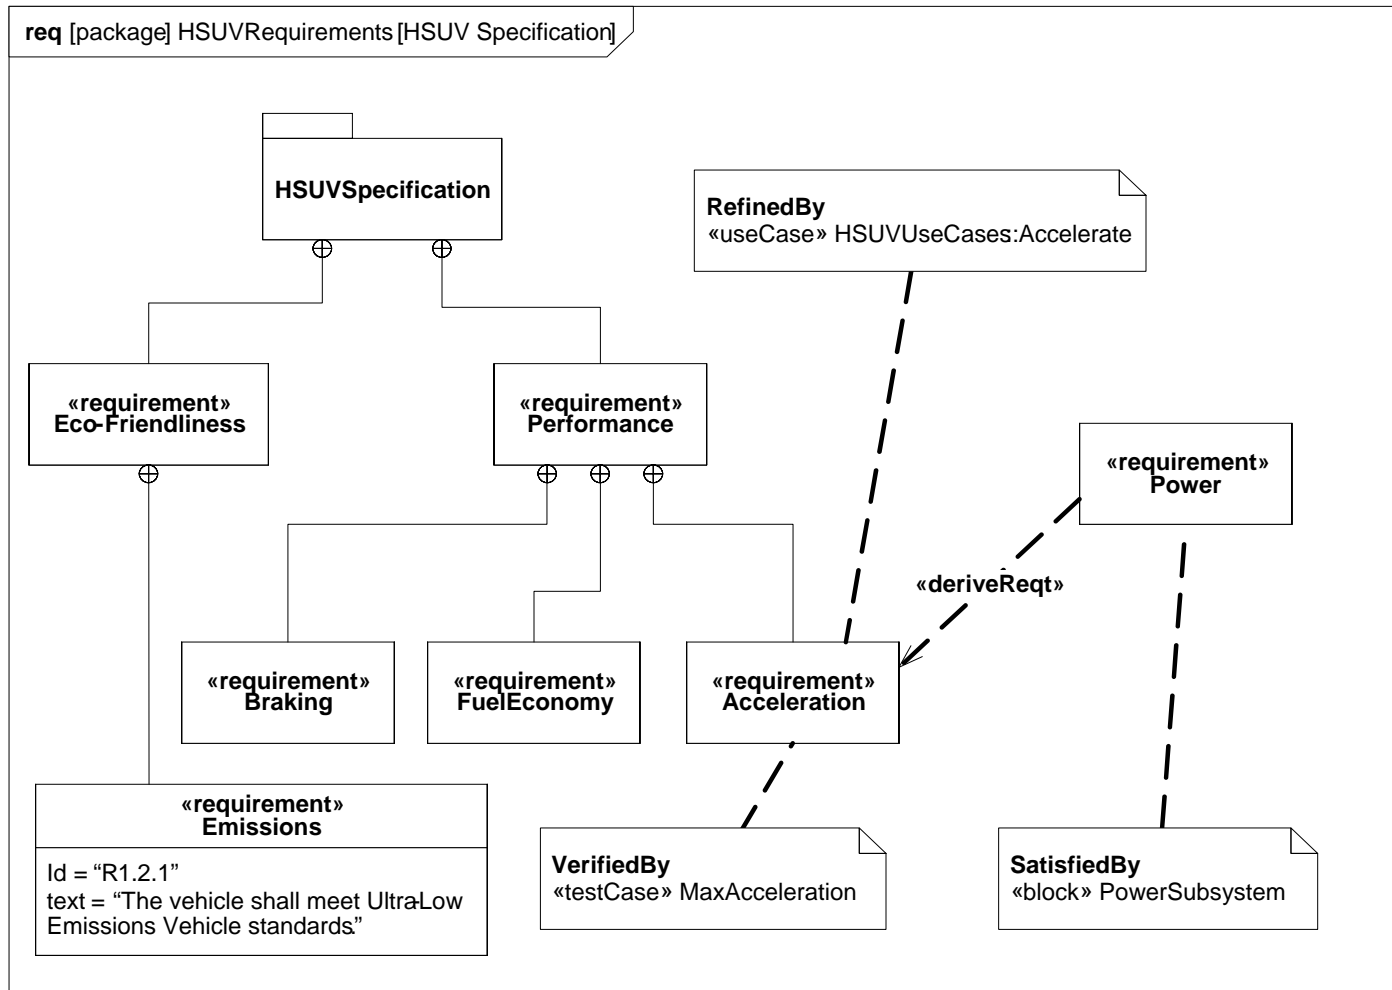 req [package] HSUVRequirements [HSUV Specification]
HSUVSpecification
RefinedBy
«useCase» HSUVUseCases::Accelerate
«requirement»
Eco-Friendliness
«requirement»
Performance
«requirement»
Power
«deriveReqt»
«requirement»
Braking
«requirement»
FuelEconomy
«requirement»
Acceleration
«requirement»
Emissions
Id = “R1.2.1”
text = “The vehicle shall meet Ultra-Low
Emissions Vehicle standards.”
VerifiedBy
«testCase» MaxAcceleration
SatisfiedBy
«block» PowerSubsystem